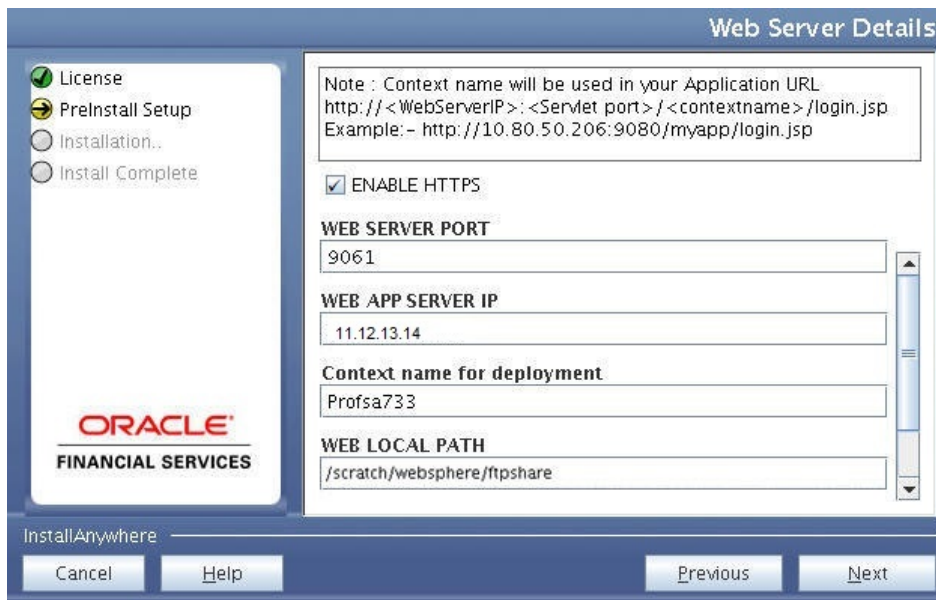 Web Server Details
License
PreInstall Setup
Installation..
Install Complete
ORACLE'
FINANCIAL SERVICES
Note : Context name will be used in your Application URL
http://<WebServerIP>:<Servlet port>/<contextname>/login.jsp
Example:- http://10.80.50.206:9080/myapp/login.jsp
ENABLE HTTPS
WEB SERVER PORT
9061
WEB APP SERVER IP
11.12.13.14
Context name for deployment
Profsa733
WEB LOCAL PATH
/scratch/websphere/ftpshare
InstallAnywhere
Cancel
Help
Previous
Next